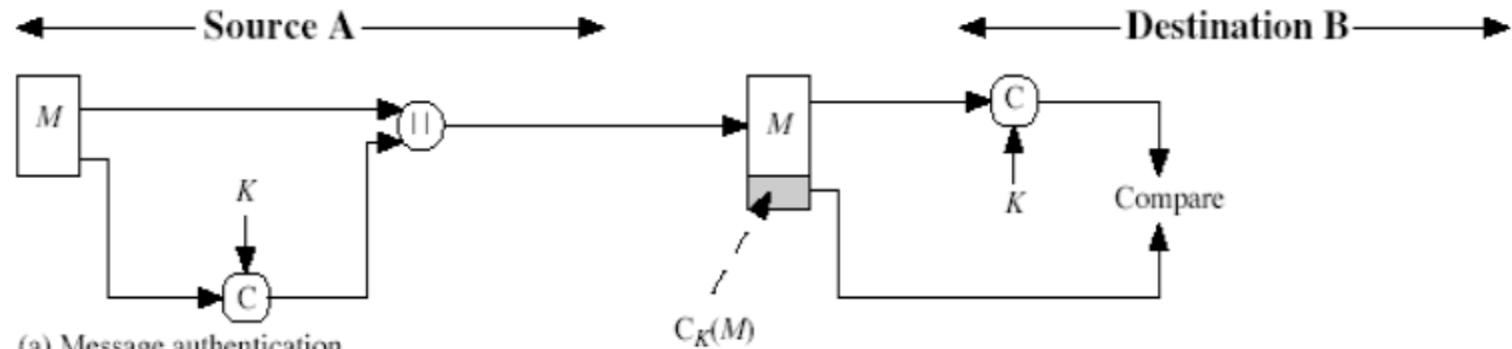 Source A
Destination B
M
||
M
C
K
K
Compare
C
C_K(M)
(a) Message authentication